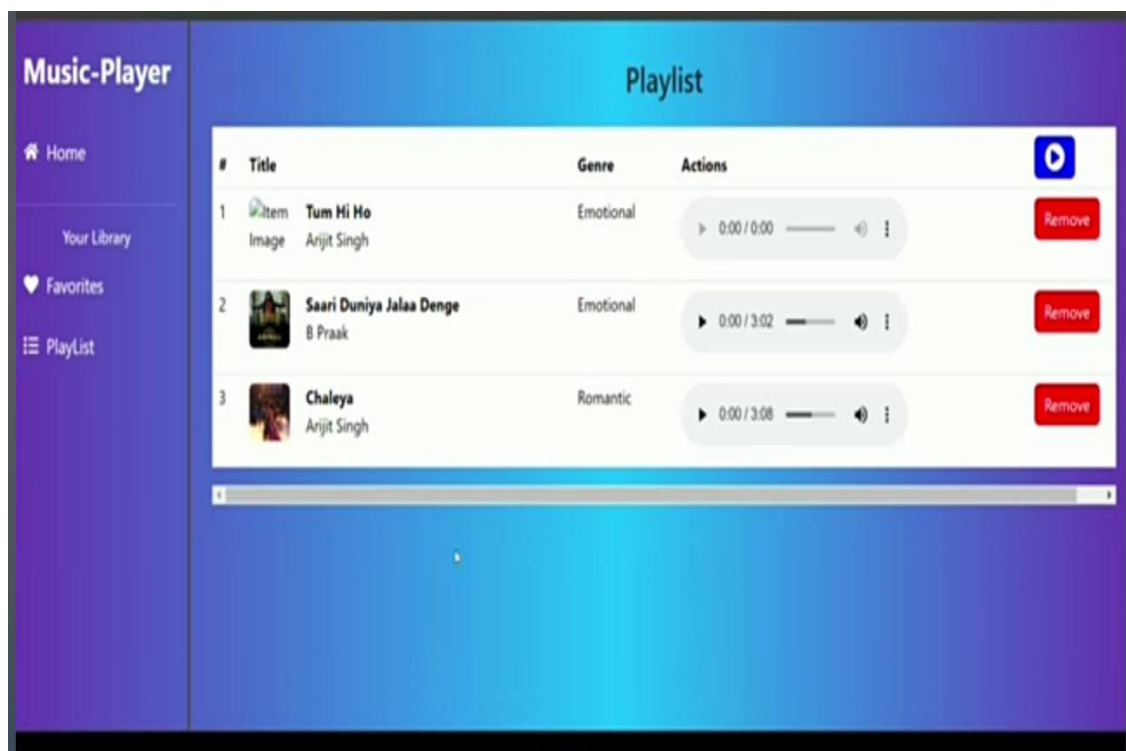 Music-Player
Home
Your Library
Favorites
PlayList
Playlist
# Title Genre Actions
1 Item Image Tum Hi Ho Emotional 0:00 / 0:00 Remove
Arijit Singh
2 Saari Duniya Jalaa Denge Emotional 0:00 / 3:02 Remove
B Praak
3 Chaleya Romantic 0:00 / 3:08 Remove
Arijit Singh